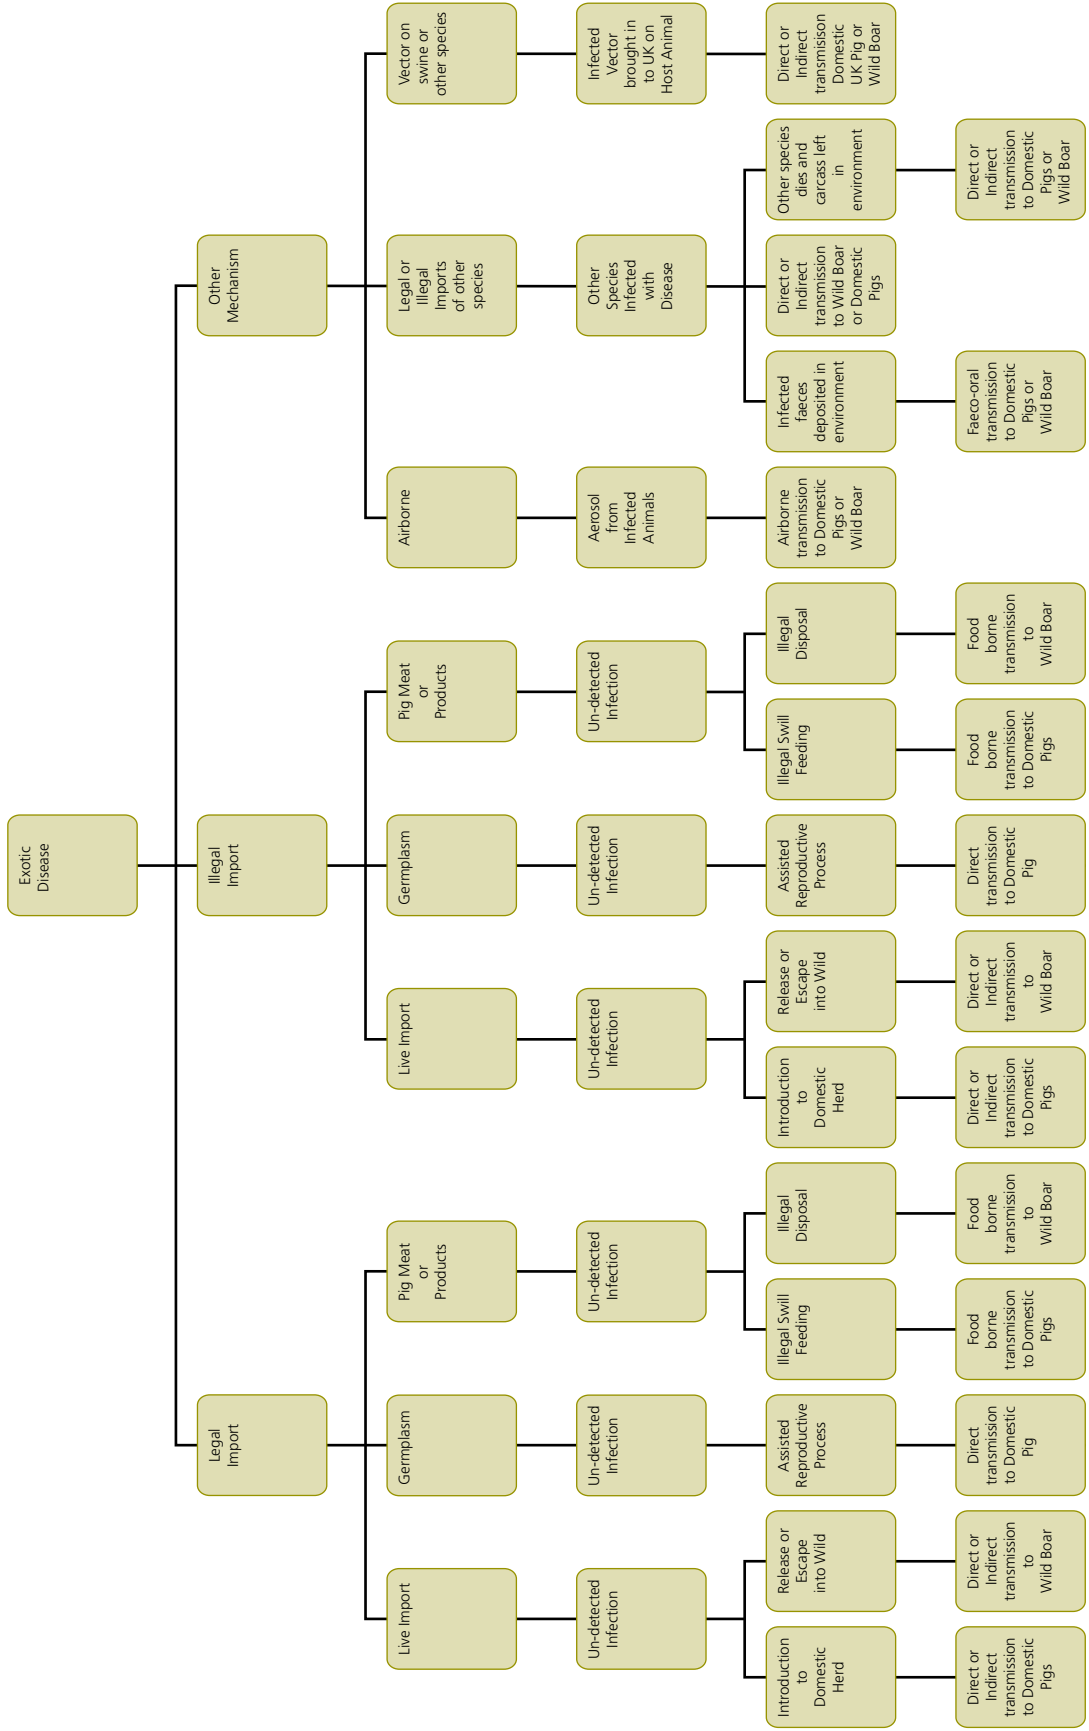 Exotic
Disease
Legal
Import
Illegal
Import
Other
Mechanism
Live Import
Germplasm
Pig Meat
or
Products
Live Import
Germplasm
Pig Meat
or
Products
Airborne
Legal or
Illegal
Imports
of other
species
Vector on
swine or
other species
Un-detected
Infection
Un-detected
Infection
Un-detected
Infection
Un-detected
Infection
Un-detected
Infection
Un-detected
Infection
Aerosol
from
Infected
Animals
Other
Species
Infected
with
Disease
Infected
Vector
brought in
to UK on
Host Animal
Introduction
to
Domestic
Herd
Release or
Escape
into Wild
Assisted
Reproductive
Process
Illegal Swill
Feeding
Illegal
Disposal
Introduction
to
Domestic
Herd
Release or
Escape
into Wild
Assisted
Reproductive
Process
Illegal Swill
Feeding
Illegal
Disposal
Airborne
transmission
to Domestic
Pigs or
Wild Boar
Infected
faeces
deposited in
environment
Direct or
Indirect
transmission
to Wild Boar
or Domestic
Pigs
Other species
dies and
carcass left
in
environment
Direct or
Indirect
transmisison
Domestic
UK Pig or
Wild Boar
Direct or
Indirect
transmission
to Domestic
Pigs
Direct or
Indirect
transmission
to
Wild Boar
Direct
transmission
to Domestic
Pig
Food
borne
transmission
to Domestic
Pigs
Food
borne
transmission
to
Wild Boar
Direct or
Indirect
transmission
to Domestic
Pigs
Direct or
Indirect
transmission
to
Wild Boar
Direct
transmission
to Domestic
Pig
Food
borne
transmission
to Domestic
Pigs
Food
borne
transmission
to
Wild Boar
Faeco-oral
transmission
to Domestic
Pigs or
Wild Boar
Direct or
Indirect
transmission
to Domestic
Pigs or
Wild Boar